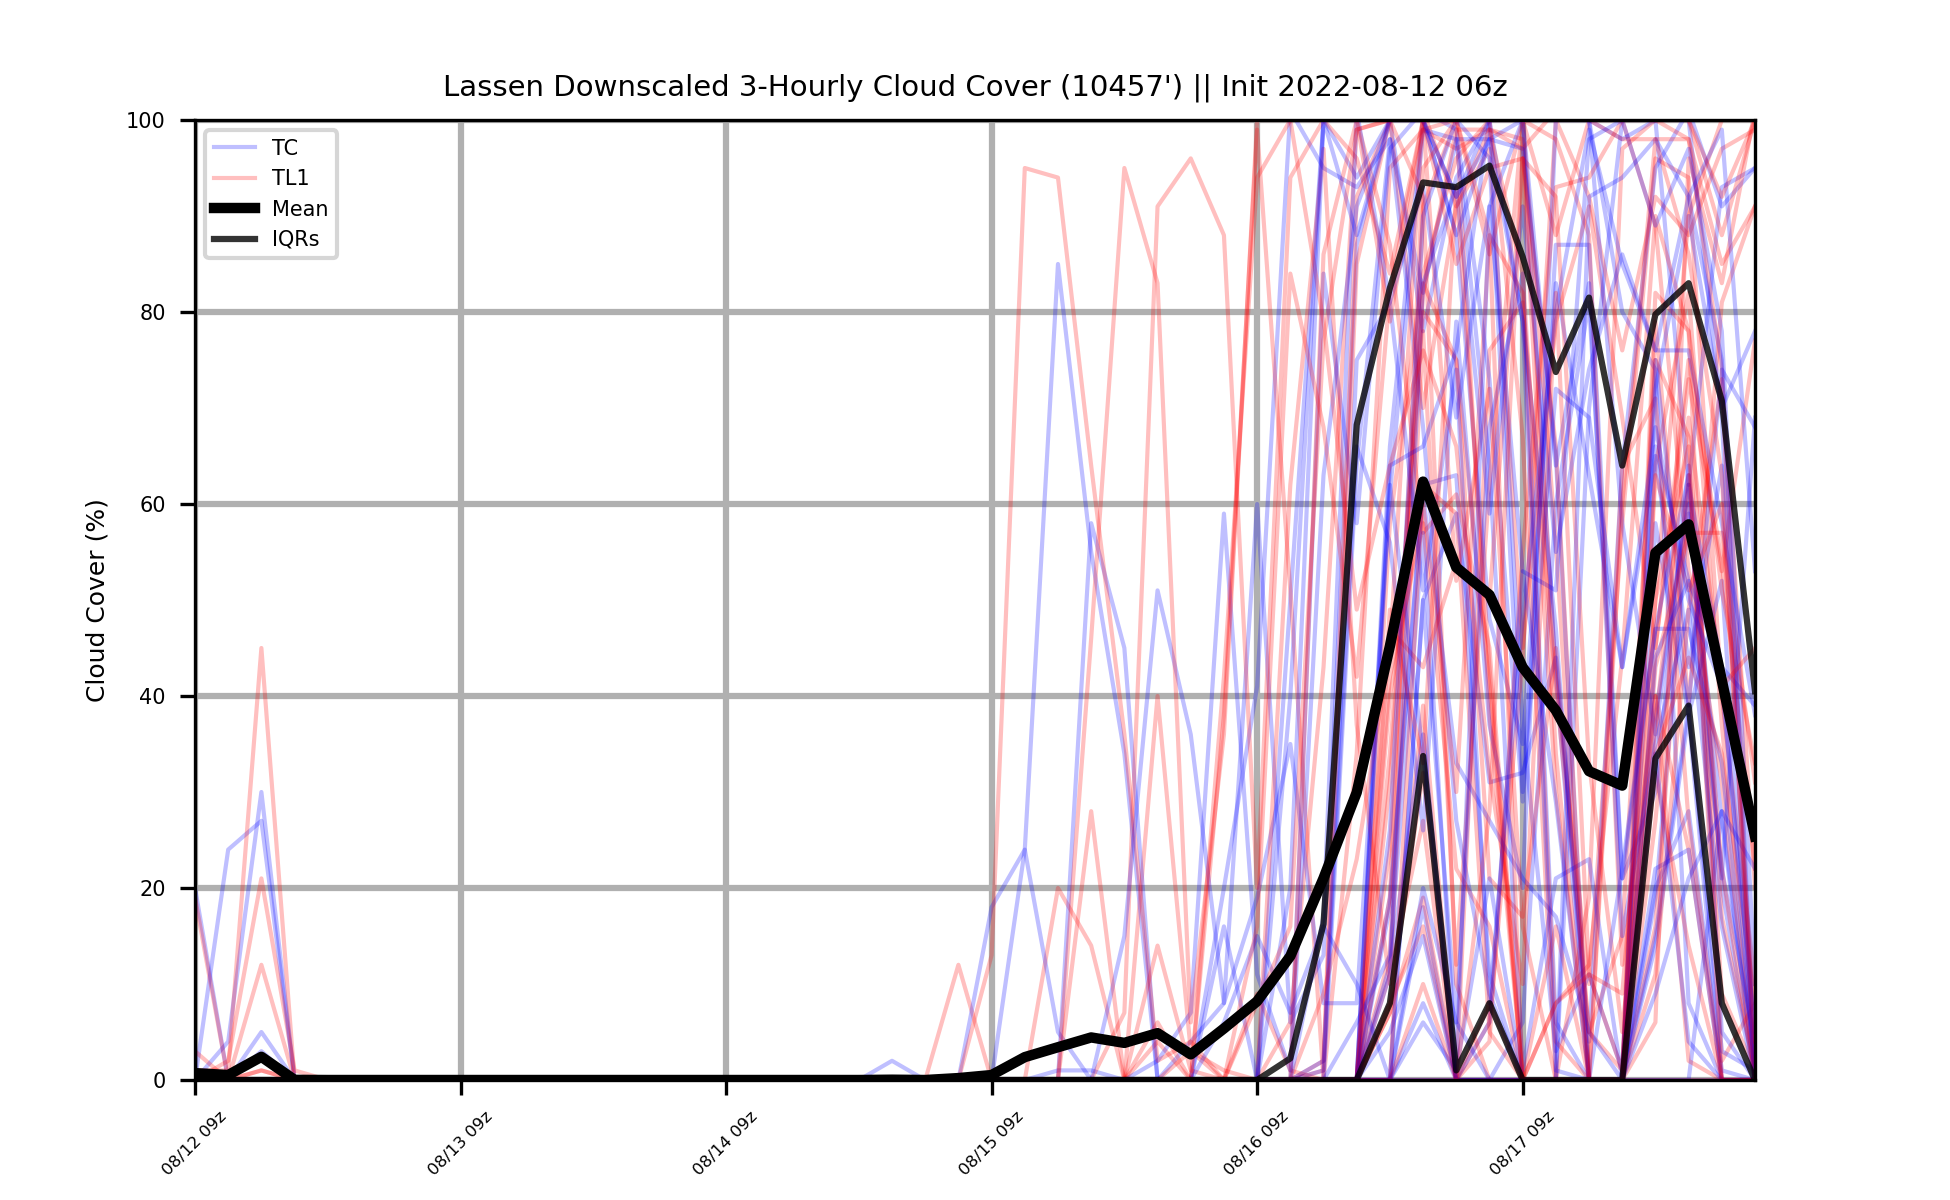 Lassen Downscaled 3-Hourly Cloud Cover (10457') || Init 2022-08-12 06z
100
80
60
40
20
0
Cloud Cover (%)
TC
TL1
Mean
IQRs
08/12 09z
08/13 09z
08/14 09z
08/15 09z
08/16 09z
08/17 09z